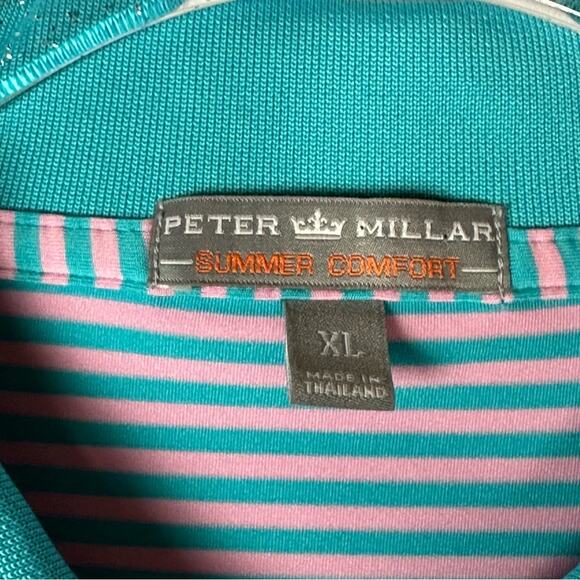 PETER MILLAR
SUMMER COMFORT
XL
MADE IN
THAILAND